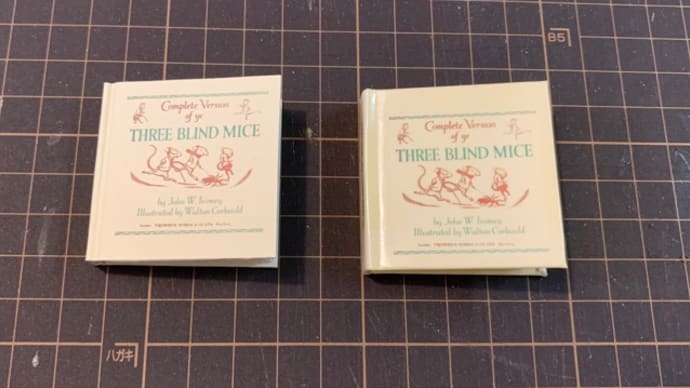 B5
Complete Version
of ye
THREE BLIND MICE
by John W. Ivimey
Illustrated by Walton Corbould
Complete Version
of ye
THREE BLIND MICE
by John W. Ivimey
Illustrated by Walton Corbould
ハガキ